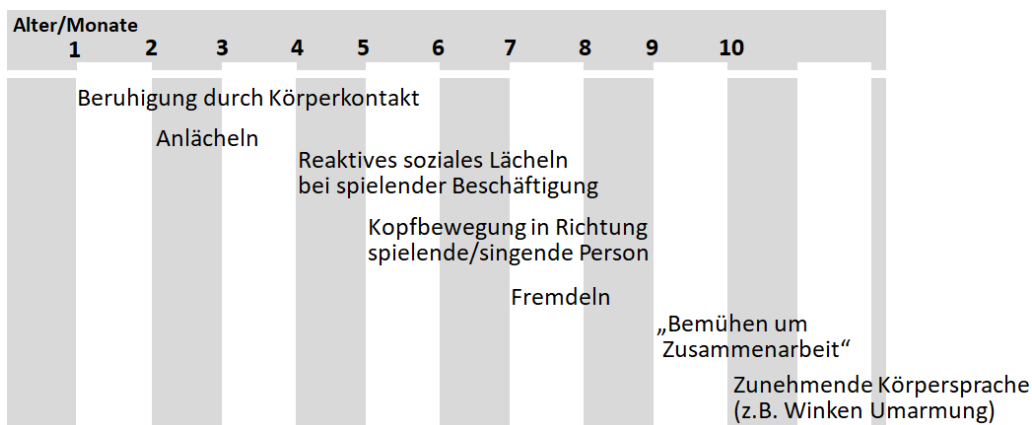 Alter/Monate
1 2 3 4 5 6 7 8 9 10
Beruhigung durch Körperkontakt
Anlächeln
Reaktives soziales Lächeln
bei spielender Beschäftigung
Kopfbewegung in Richtung
spielende/singende Person
Fremdeln
„Bemühen um
Zusammenarbeit“
Zunehmende Körpersprache
(z.B. Winken Umarmung)